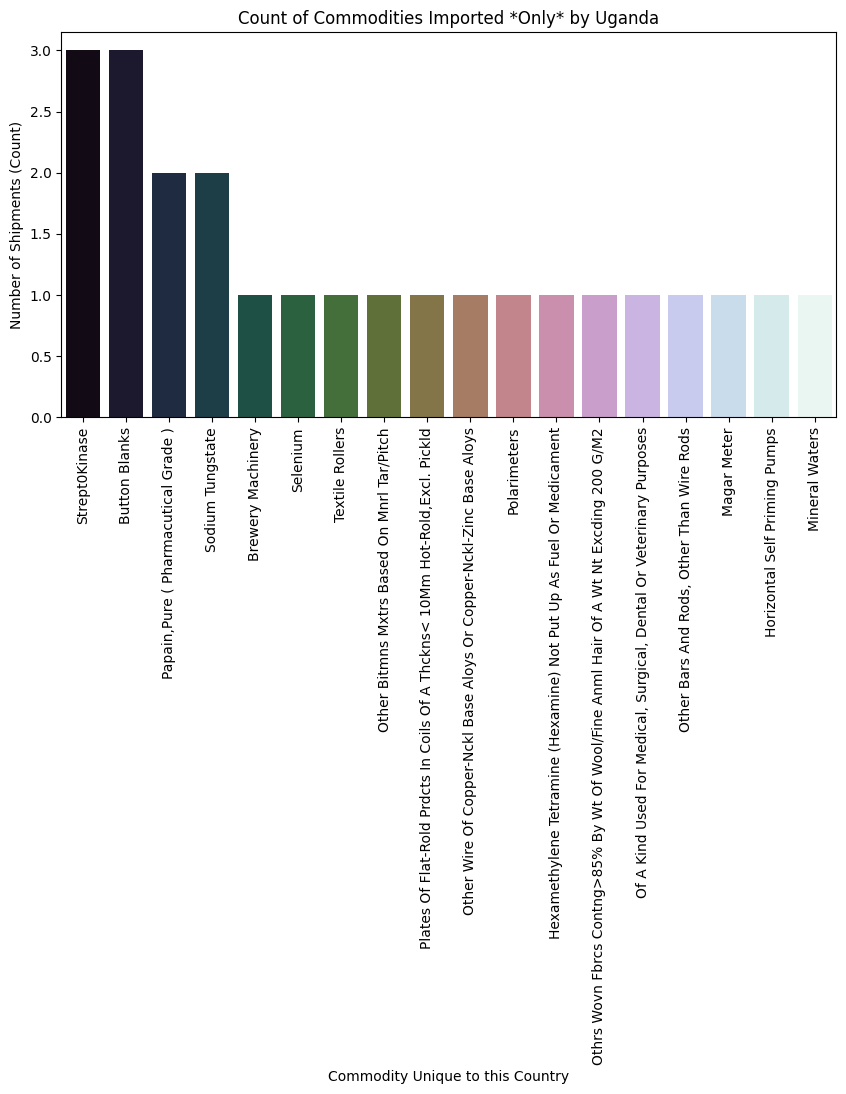 Count of Commodities Imported *Only* by Uganda
Number of Shipments (Count)
3.0
2.5
2.0
1.5
1.0
0.5
0.0
Strept0Kinase
Button Blanks
Papain,Pure ( Pharmacutical Grade )
Sodium Tungstate
Brewery Machinery
Selenium
Textile Rollers
Other Bitmns Mxtrs Based On Mnrl Tar/Pitch
Plates Of Flat-Rold Prdcts In Coils Of A Thckns< 10Mm Hot-Rold,Excl. Pickld
Other Wire Of Copper-Nckl Base Aloys Or Copper-Nckl-Zinc Base Aloys
Polarimeters
Hexamethylene Tetramine (Hexamine) Not Put Up As Fuel Or Medicament
Othrs Wovn Fbrcs Contng>85% By Wt Of Wool/Fine Anml Hair Of A Wt Nt Excding 200 G/M2
Of A Kind Used For Medical, Surgical, Dental Or Veterinary Purposes
Other Bars And Rods, Other Than Wire Rods
Magar Meter
Horizontal Self Priming Pumps
Mineral Waters
Commodity Unique to this Country